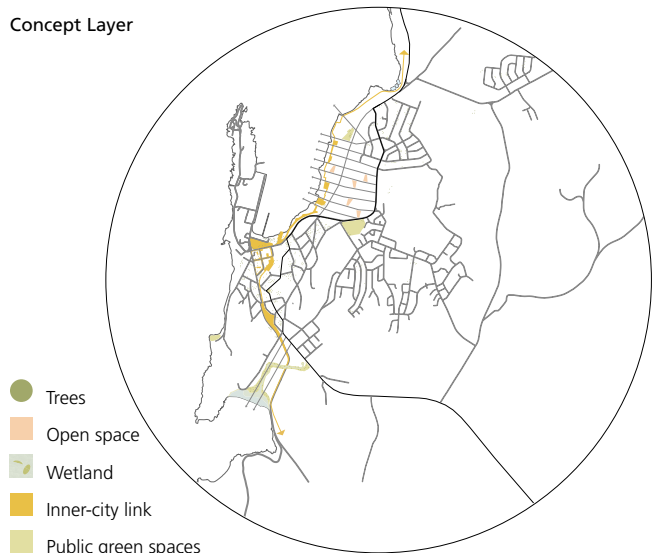 Concept Layer
Trees
Open space
Wetland
Inner-city link
Public green spaces